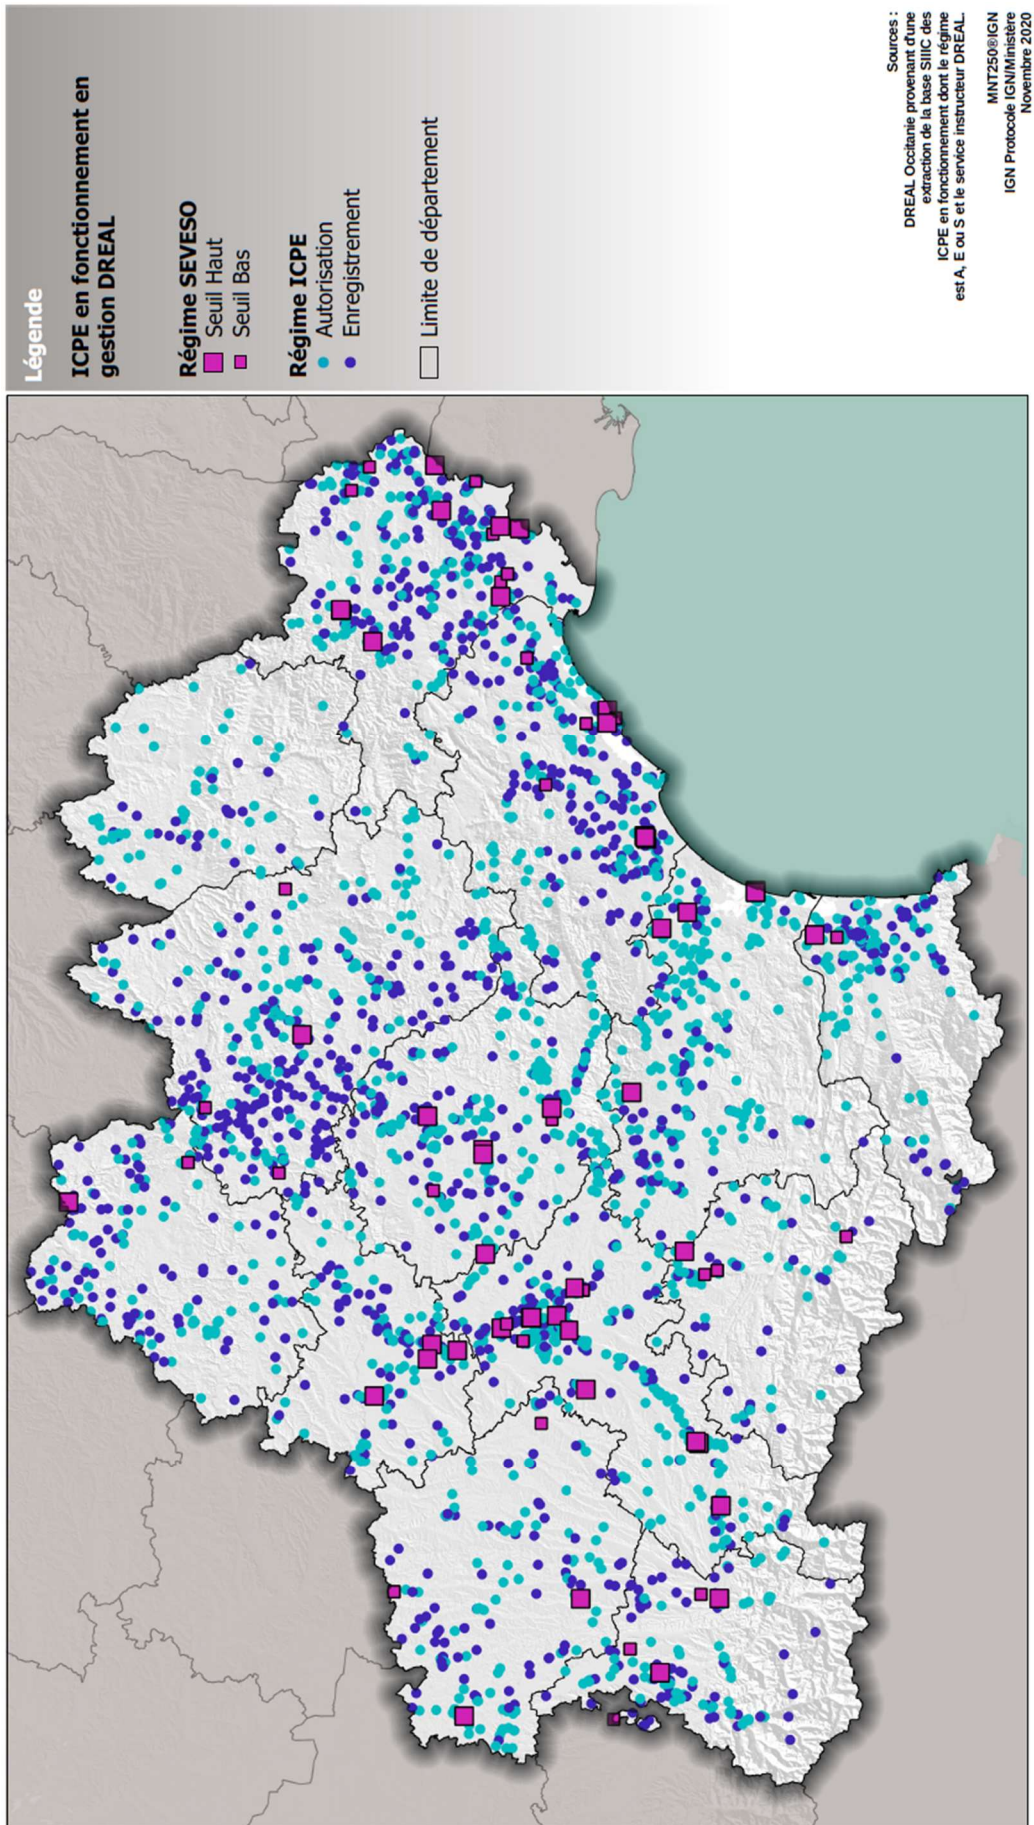 Légende
ICPE en fonctionnement en
gestion DREAL
Régime SEVESO
Seuil Haut
Seuil Bas
Régime ICPE
Autorisation
Enregistrement
Limite de département
Sources :
DREAL Occitanie provenant d'une
extraction de la base SIIIC des
ICPE en fonctionnement dont le régime
est A, E ou S et le service instructeur DREAL.
MNT250®IGN
IGN Protocole IGN/Ministère
Novembre 2020